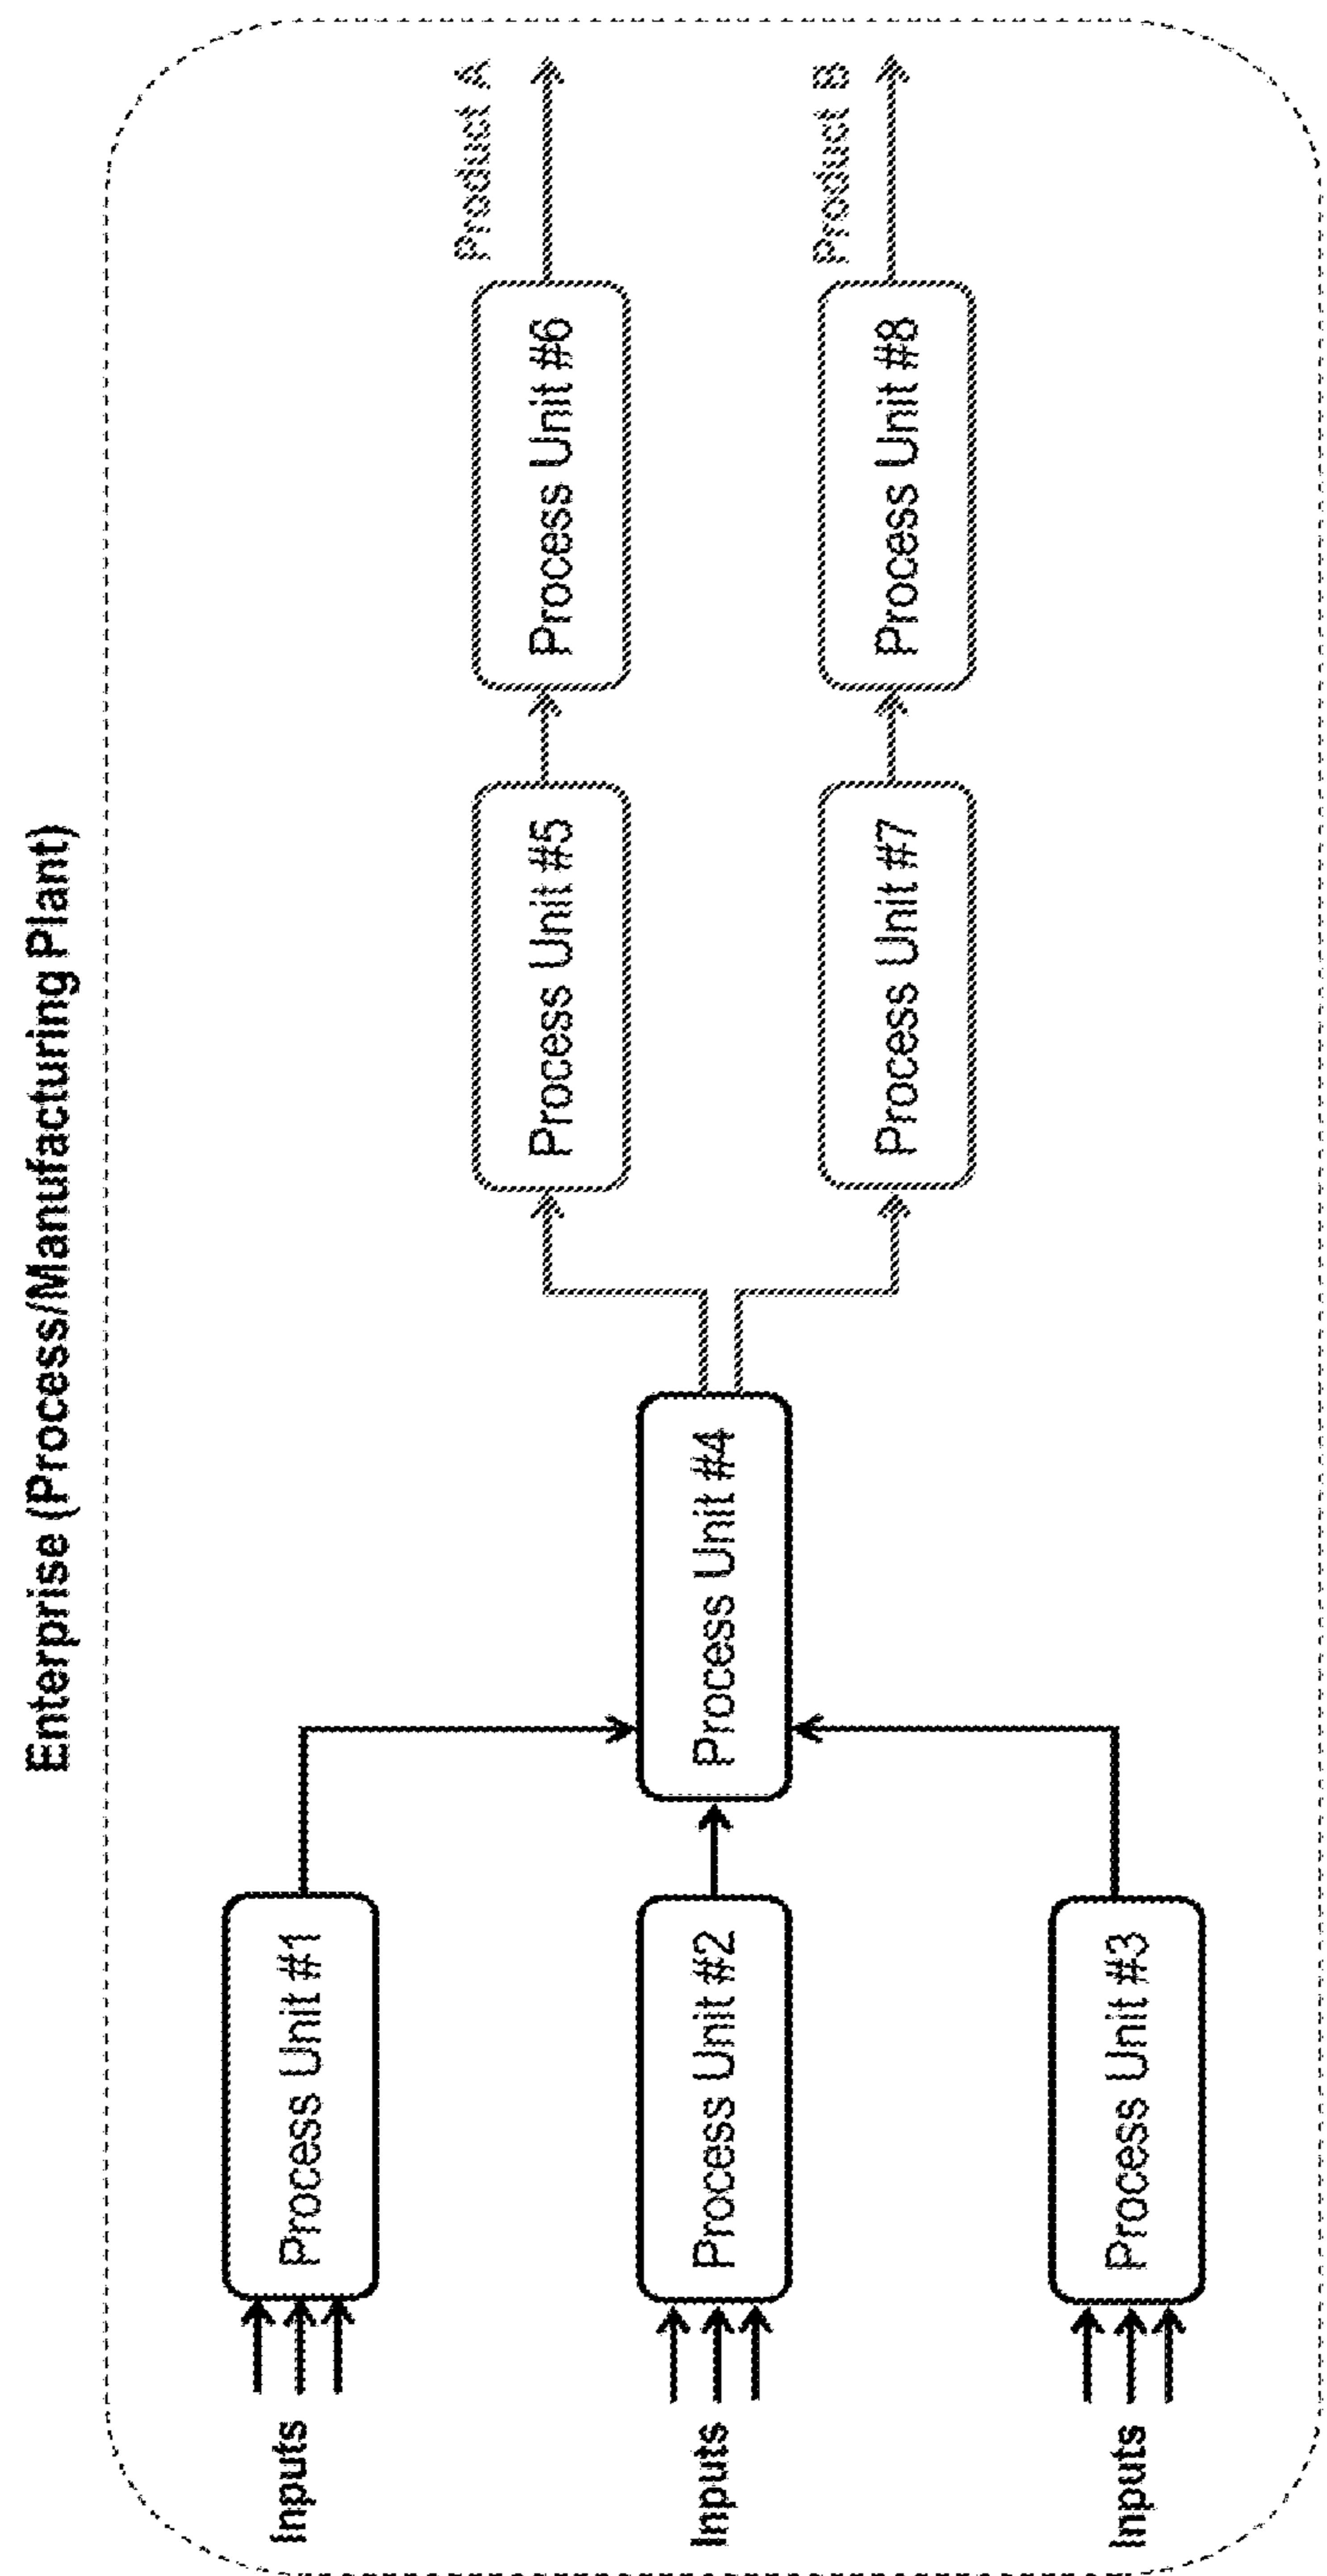 Enterprise (Process/Manufacturing Plant)
Inputs
Process Unit #1
Inputs
Process Unit #2
Inputs
Process Unit #3
Process Unit #4
Process Unit #5
Process Unit #6
Product A
Process Unit #7
Process Unit #8
Product B